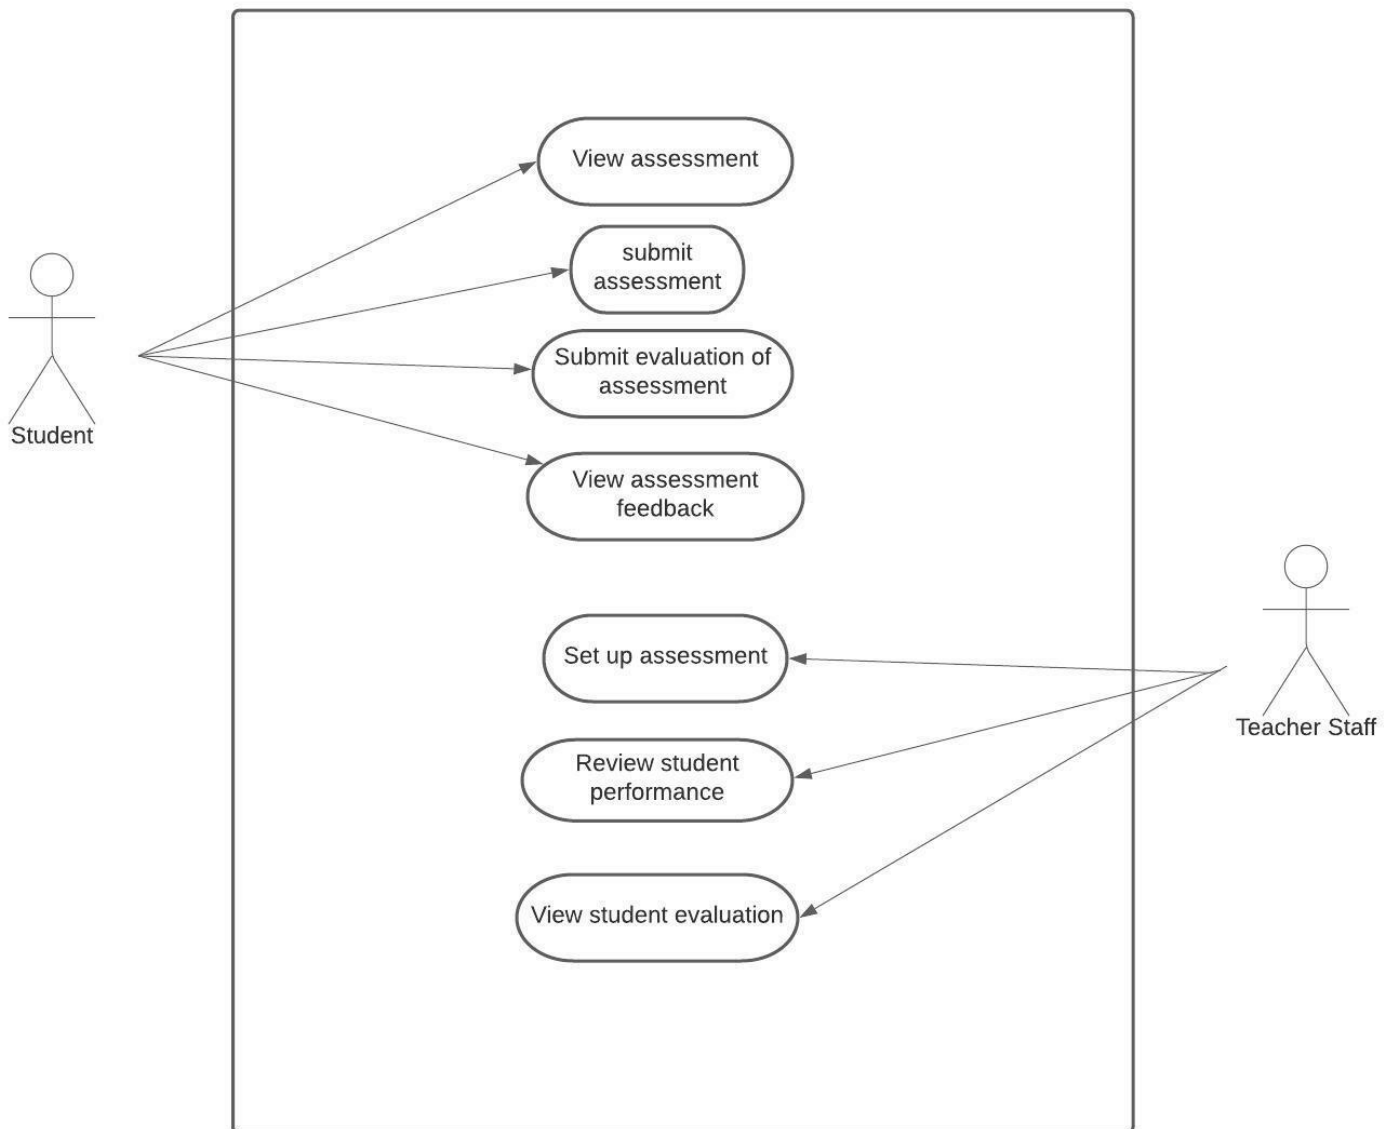 View assessment
submit
assessment
Submit evaluation of
assessment
Student
View assessment
feedback
Set up assessment
Teacher Staff
Review student
performance
View student evaluation